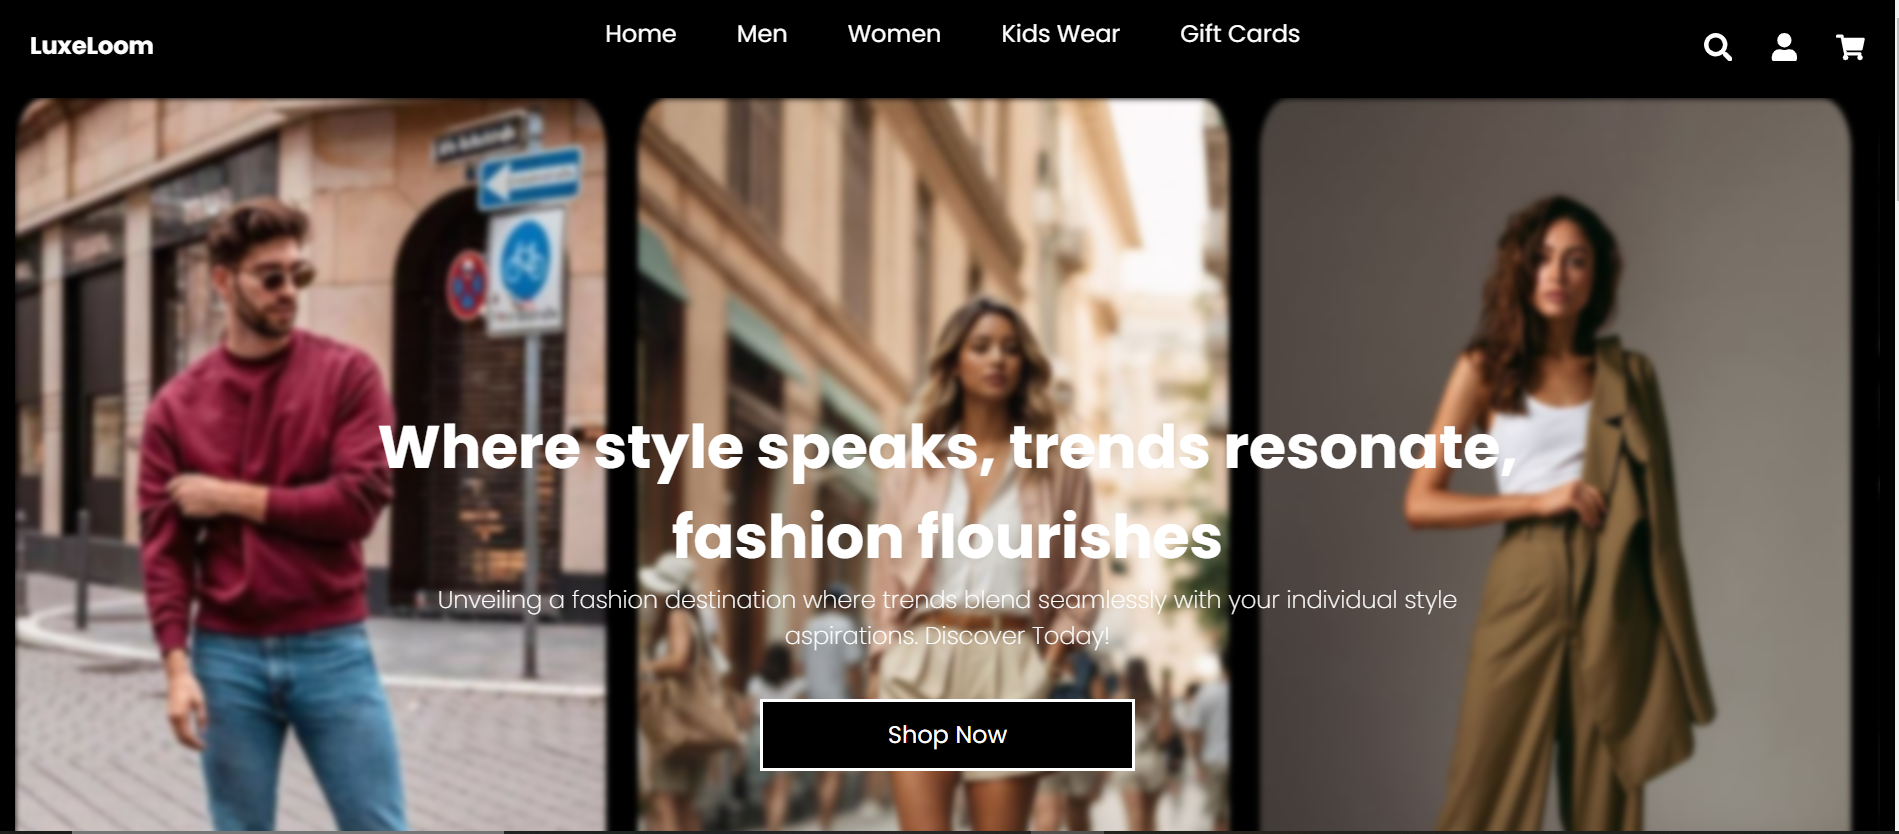 LuxeLoom
Home Men Women Kids Wear Gift Cards
Where style speaks, trends resonate,
fashion flourishes
Unveiling a fashion destination where trends blend seamlessly with your individual style
aspirations. Discover Today!
Shop Now